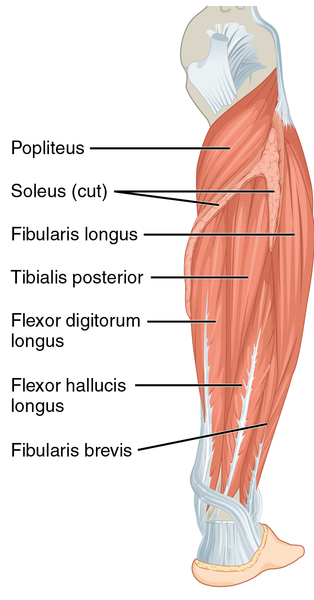 Popliteus
Soleus (cut)
Fibularis longus
Tibialis posterior
Flexor digitorum
longus
Flexor hallucis
longus
Fibularis brevis